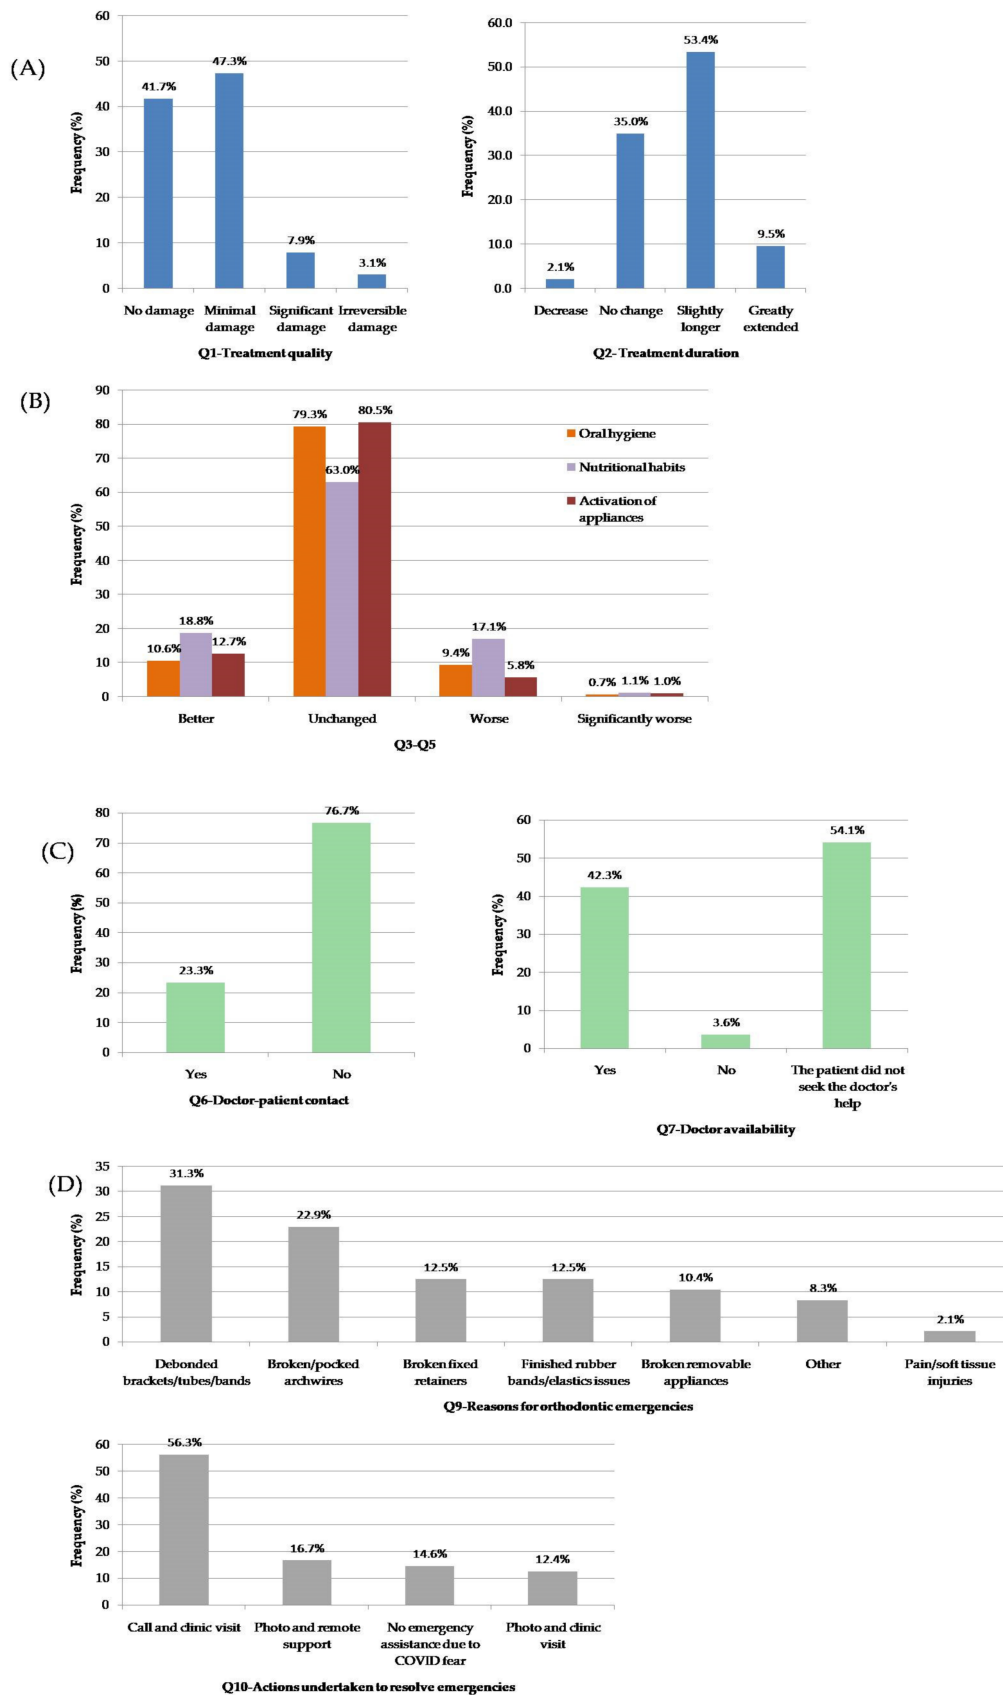 (A)
60
50
40
30
20
10
0
Frequency (%)
41.7%
47.3%
7.9%
3.1%
No damage
Minimal
damage
Significant
damage
Irreversible
damage
Q1-Treatment quality
60.0
50.0
40.0
30.0
20.0
10.0
0.0
Frequency (%)
2.1%
35.0%
53.4%
9.5%
Decrease
No change
Slightly
longer
Greatly
extended
Q2- Treatment duration
(B)
90
80
70
60
50
40
30
20
10
0
Frequency (%)
10.6%
18.8%
12.7%
79.3%
63.0%
80.5%
9.4%
17.1%
5.8%
0.7%
1.1%
1.0%
Oral hygiene
Nutritional habits
Activation of
appliances
Better
Unchanged
Worse
Significantly worse
Q3-Q5
(C)
80
70
60
50
40
30
20
10
0
Frequency (%)
23.3%
76.7%
Yes
No
Q6-Doctor-patient contact
60
50
40
30
20
10
0
Frequency (%)
42.3%
3.6%
54.1%
Yes
No
The patient did not
seek the doctor's
help
Q7-Doctor availability
(D)
35
30
25
20
15
10
5
0
Frequency (%)
31.3%
22.9%
12.5%
12.5%
10.4%
8.3%
2.1%
Debonded
brackets/tubes/bands
Broken/pocked
archwires
Broken fixed
retainers
Finished rubber
bands/elastics issues
Broken removable
appliances
Other
Pain/soft tissue
injuries
Q9-Reasons for orthodontic emergencies
60
50
40
30
20
10
0
Frequency (%)
56.3%
16.7%
14.6%
12.4%
Call and clinic visit
Photo and remote
support
No emergency
assistance due to
COVID fear
Photo and clinic
visit
Q10-Actions undertaken to resolve emergencies